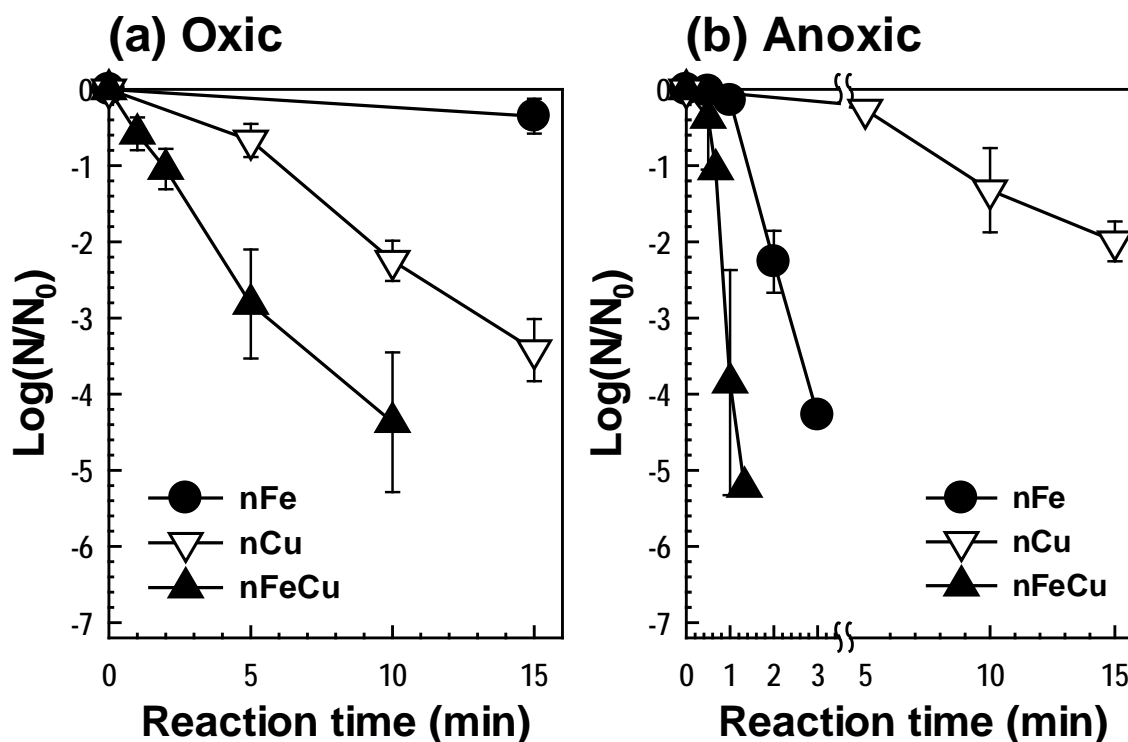 (a) Oxic
(b) Anoxic
Log(N/N0)
0
-1
-2
-3
-4
-5
-6
-7
nFe
nCu
nFeCu
0 5 10 15
Reaction time (min)
Log(N/N0)
0
-1
-2
-3
-4
-5
-6
-7
nFe
nCu
nFeCu
0 1 2 3 5 10 15
Reaction time (min)